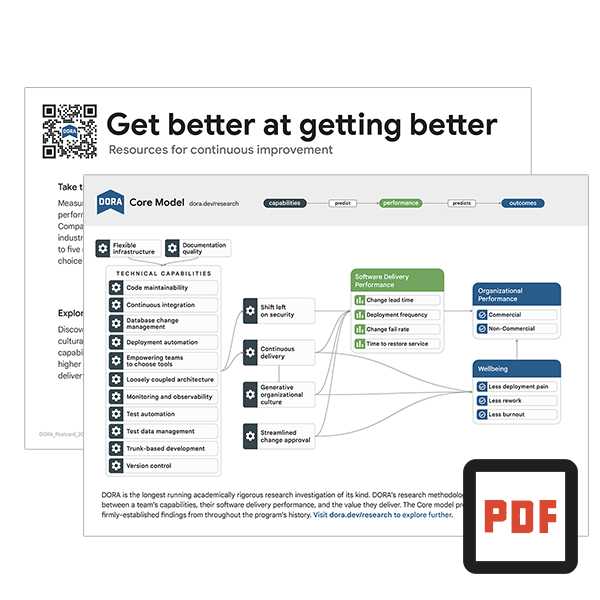 DORA
Get better at getting better
Resources for continuous improvement
Take t
Measu
perforr
Compa
industr
to five
choice
Explor
Discov
cultura
capabi
higher
deliver
DORA_Postcard_20
DORA
Core Model dora.dev/research
capabilities predict performance predicts outcomes
Flexible
infrastructure
Documentation
quality
TECHNICAL CAPABILITIES
Code maintainability
Continuous integration
Database change
management
Deployment automation
Empowering teams
to choose tools
Loosely coupled architecture
Monitoring and observability
Test automation
Test data management
Trunk-based development
Version control
Shift left
on security
Continuous
delivery
Generative
organizational
culture
Streamlined
change approval
Software Delivery
Performance
Change lead time
Deployment frequency
Change fail rate
Time to restore service
Organizational
Performance
Commercial
Non-Commercial
Wellbeing
Less deployment pain
Less rework
Less burnout
DORA is the longest running academically rigorous research investigation of its kind. DORA's research methodolog
between a team's capabilities, their software delivery performance, and the value they deliver. The Core model pr
firmly-established findings from throughout the program's history. Visit dora.dev/research to explore further.
PDF